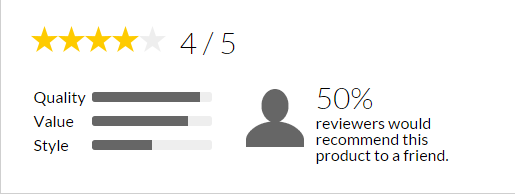 4 / 5
Quality
Value
Style
50%
reviewers would
recommend this
product to a friend.